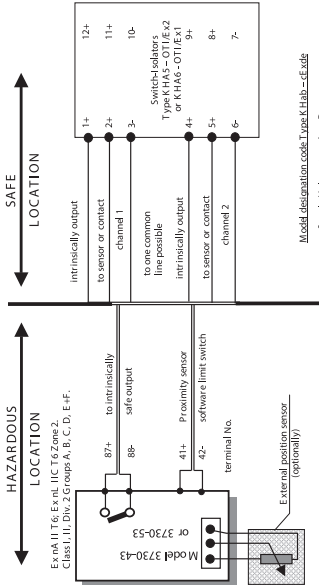 HAZARDOUS
LOCATION
SAFE
LOCATION
Ex nA II T6; Ex nL IIC T6 Zone 2.
Class I, II, Div. 2 Groups A, B, C, D, E +F.
Model 3730-43
or 3730-53
87+
88-
to intrinsically
safe output
41+
42-
Proximity sensor
software limit switch
terminal No.
External position sensor
(optionally)
intrinsically output
to sensor or contact
channel 1
to one common
line possible
intrinsically output
to sensor or contact
channel 2
1+
2+
3-
4+
5+
6-
12+
11+
10-
Switch-Isolators
Type KHA5 - OTI/Ex2
or KHA6 - OTI/Ex1
9+
8+
7-
Model designation code Type K Hab – cExde